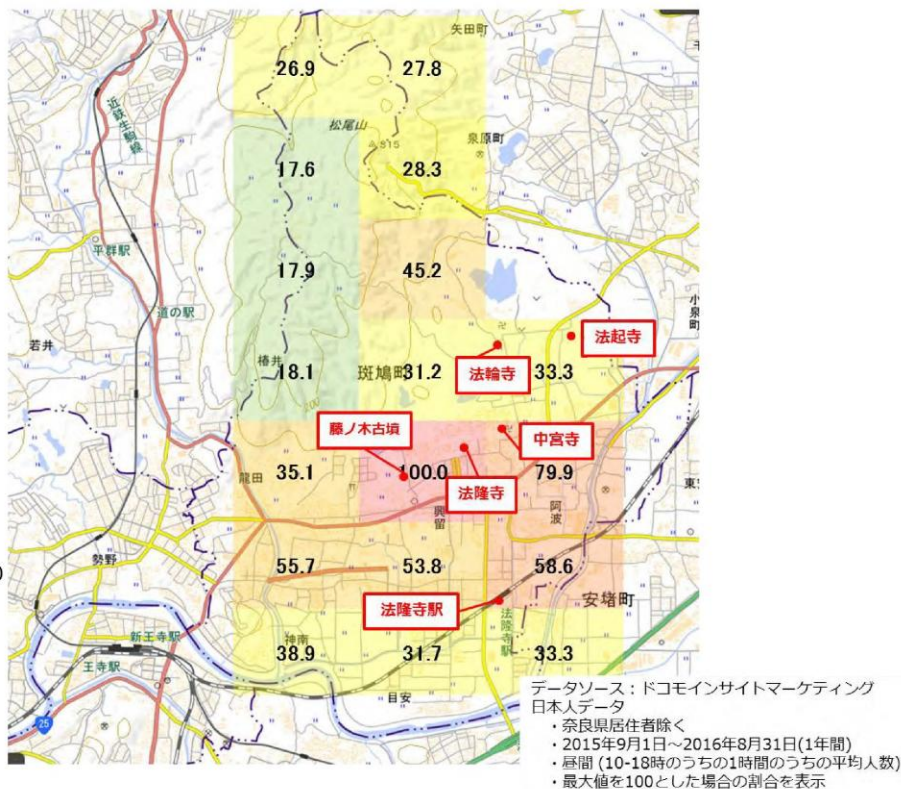 矢田町
26.9
27.8
近鉄生駒線
松尾山
315
泉原町
17.6
28.3
平群駅
17.9
45.2
道の駅
小泉町
法起寺
若井
椿井
18.1
斑鳩町
31.2
法輪寺
33.3
藤ノ木古墳
中宮寺
龍田
35.1
100.0
79.9
法隆寺
興留
阿波
勢野
55.7
53.8
58.6
法隆寺駅
安堵町
新王寺駅
神南
法隆寺駅
王寺駅
38.9
31.7
33.3
目安
25
データソース：ドコモインサイトマーケティング
日本人データ
・奈良県居住者除く
・2015年9月1日～2016年8月31日(1年間)
・昼間 (10-18時のうちの1時間のうちの平均人数)
・最大値を100とした場合の割合を表示